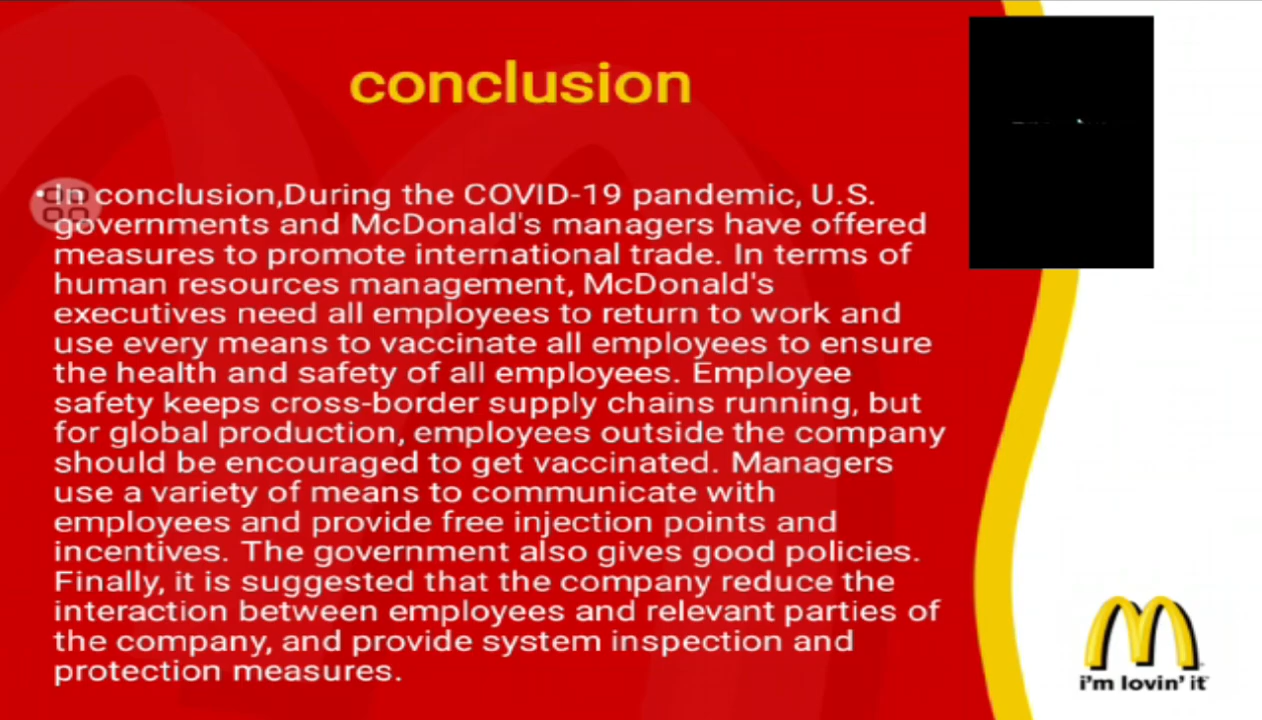 conclusion
• In conclusion,During the COVID-19 pandemic, U.S.
governments and McDonald's managers have offered
measures to promote international trade. In terms of
human resources management, McDonald's
executives need all employees to return to work and
use every means to vaccinate all employees to ensure
the health and safety of all employees. Employee
safety keeps cross-border supply chains running, but
for global production, employees outside the company
should be encouraged to get vaccinated. Managers
use a variety of means to communicate with
employees and provide free injection points and
incentives. The government also gives good policies.
Finally, it is suggested that the company reduce the
interaction between employees and relevant parties of
the company, and provide system inspection and
protection measures.
i'm lovin' it